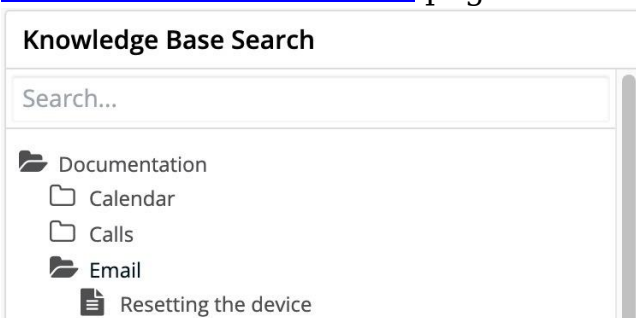 Knowledge Base Search
Search...
Documentation
Calendar
Calls
Email
Resetting the device